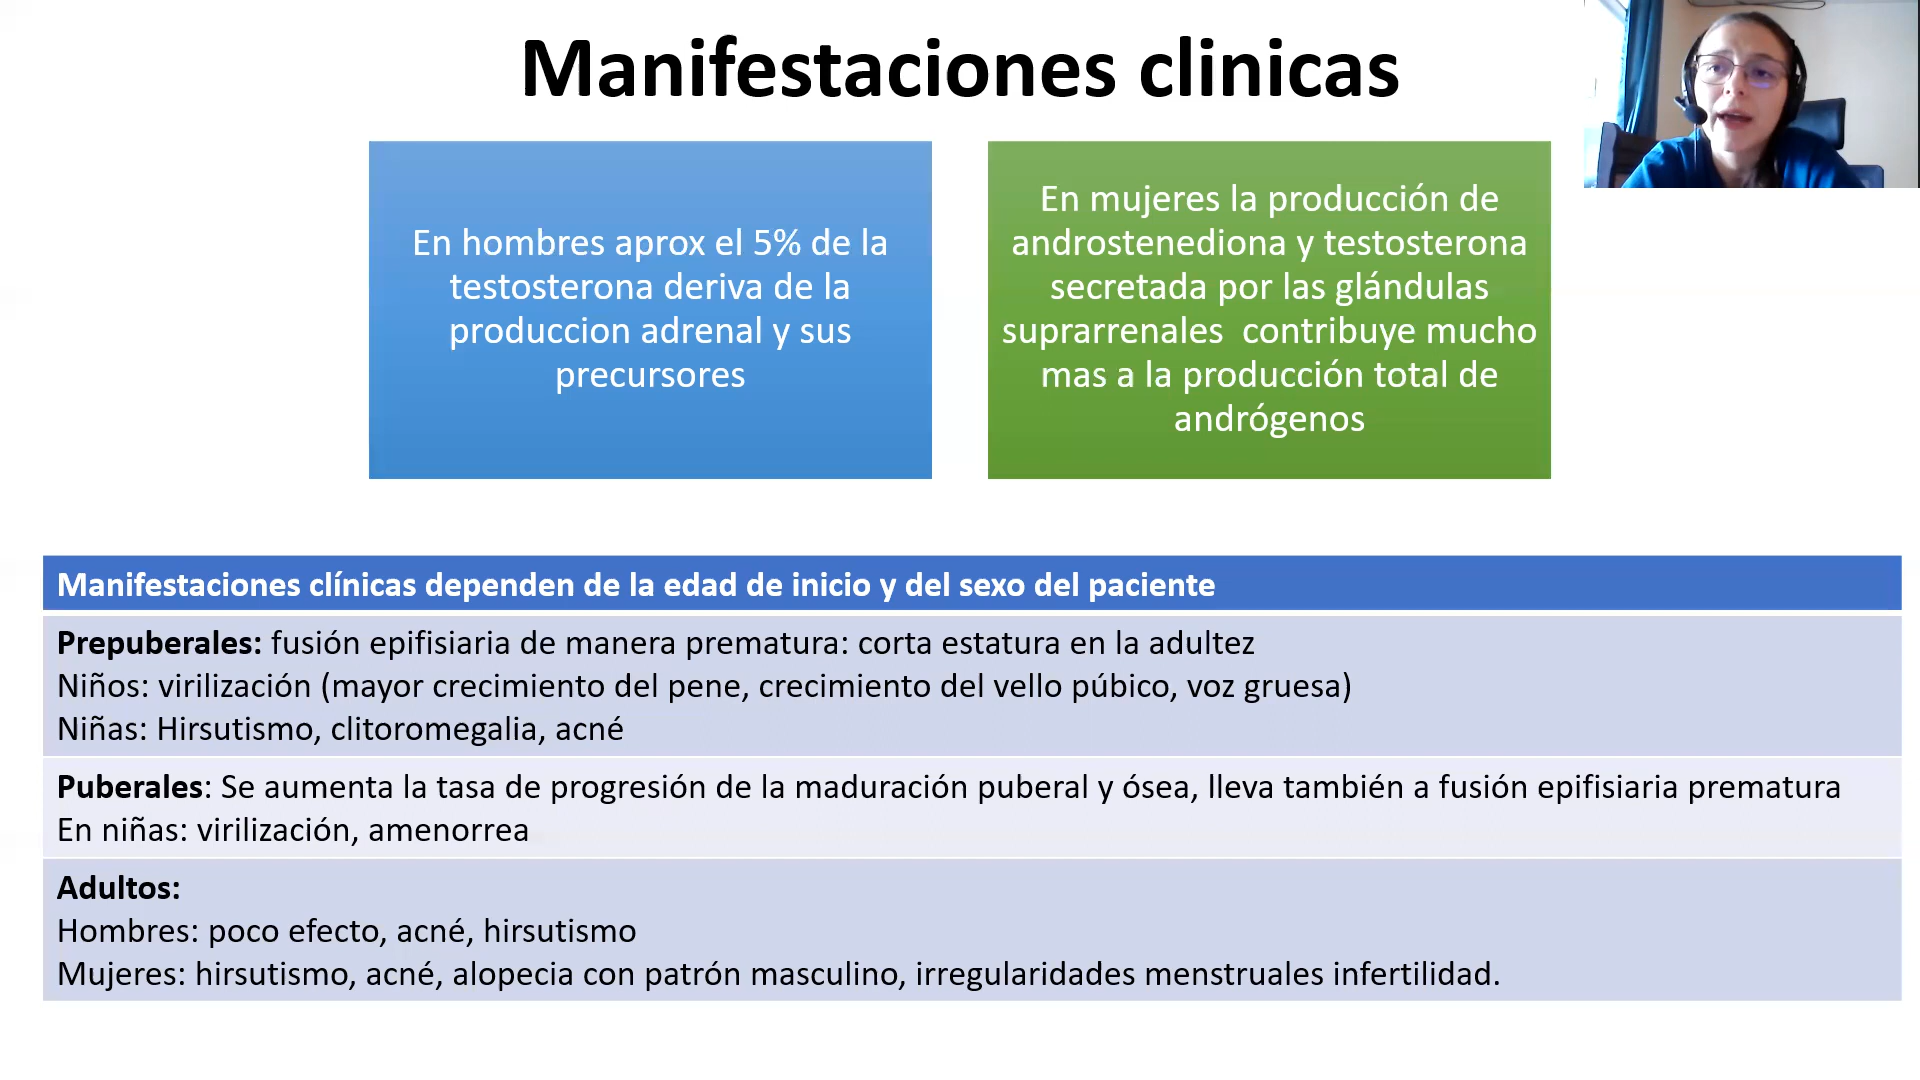 Manifestaciones clinicas
En hombres aprox el 5% de la
testosterona deriva de la
produccion adrenal y sus
precursores
En mujeres la producción de
androstenediona y testosterona
secretada por las glándulas
suprarrenales contribuye mucho
mas a la producción total de
andrógenos
Manifestaciones clínicas dependen de la edad de inicio y del sexo del paciente
Prepuberales: fusión epifisiaria de manera prematura: corta estatura en la adultez
Niños: virilización (mayor crecimiento del pene, crecimiento del vello púbico, voz gruesa)
Niñas: Hirsutismo, clitoromegalia, acné
Puberales: Se aumenta la tasa de progresión de la maduración puberal y ósea, lleva también a fusión epifisiaria prematura
En niñas: virilización, amenorrea
Adultos:
Hombres: poco efecto, acné, hirsutismo
Mujeres: hirsutismo, acné, alopecia con patrón masculino, irregularidades menstruales infertilidad.